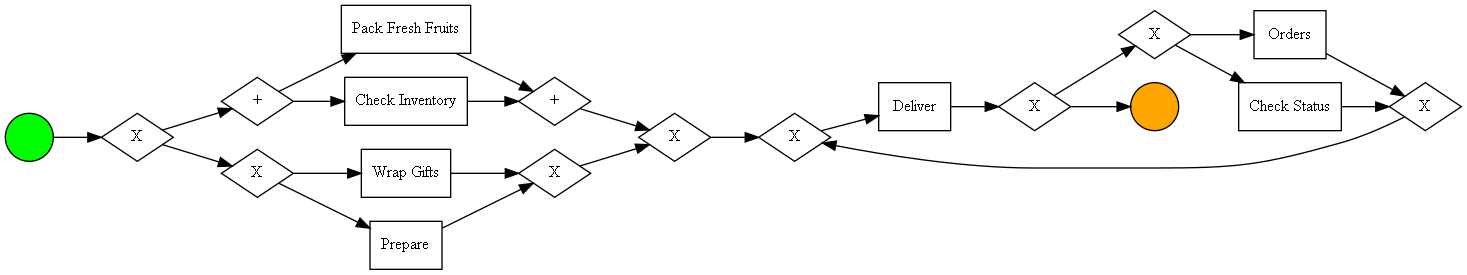 X
+
X
Pack Fresh Fruits
Check Inventory
Wrap Gifts
Prepare
+
X
X
X
Deliver
X
X
Orders
Check Status
X